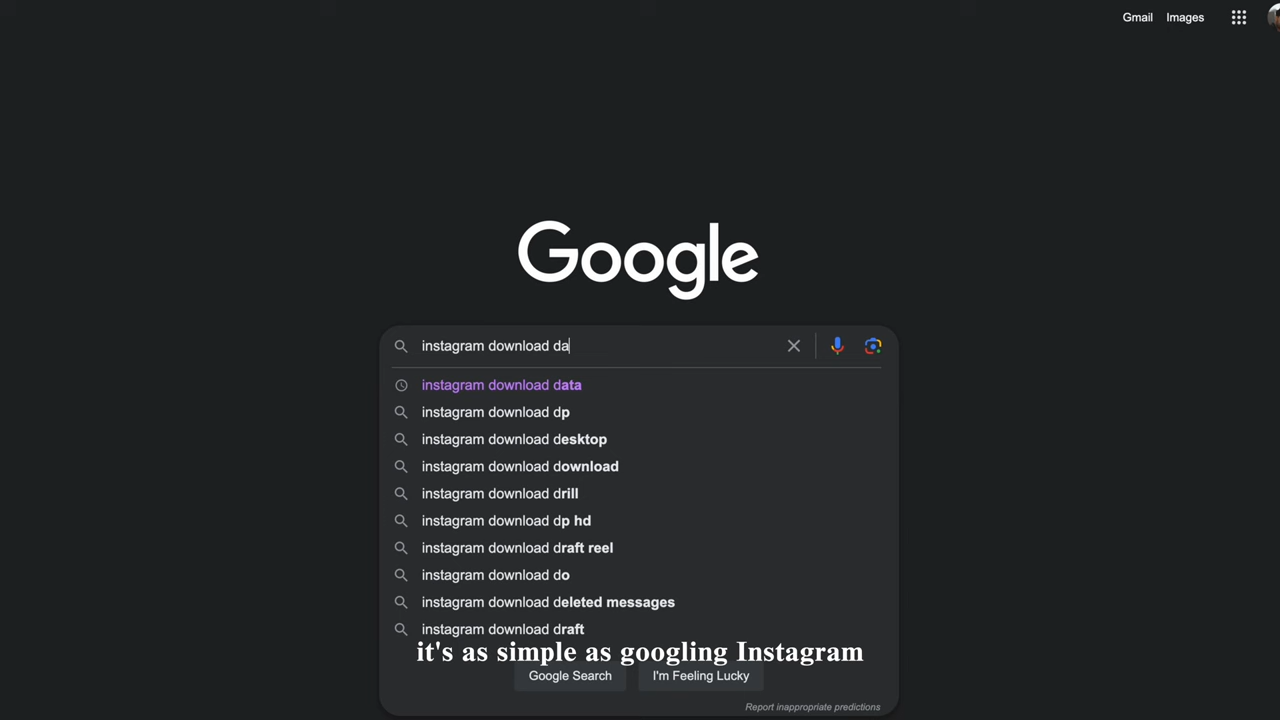 Gmail Images
Google
instagram download da
instagram download data
instagram download dp
instagram download desktop
instagram download download
instagram download drill
instagram download dp hd
instagram download draft reel
instagram download do
instagram download deleted messages
instagram download draft
it's as simple as googling Instagram
Google Search I'm Feeling Lucky
Report inappropriate predictions